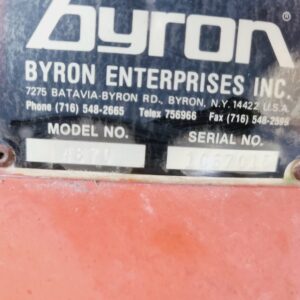 byron®
BYRON ENTERPRISES INC.
7275 BATAVIA-BYRON RD., BYRON, N.Y. 14422 U.S.A.
Phone (716) 548-2665 Telex 756966 Fax (716) 548-2599
MODEL NO. SERIAL NO.